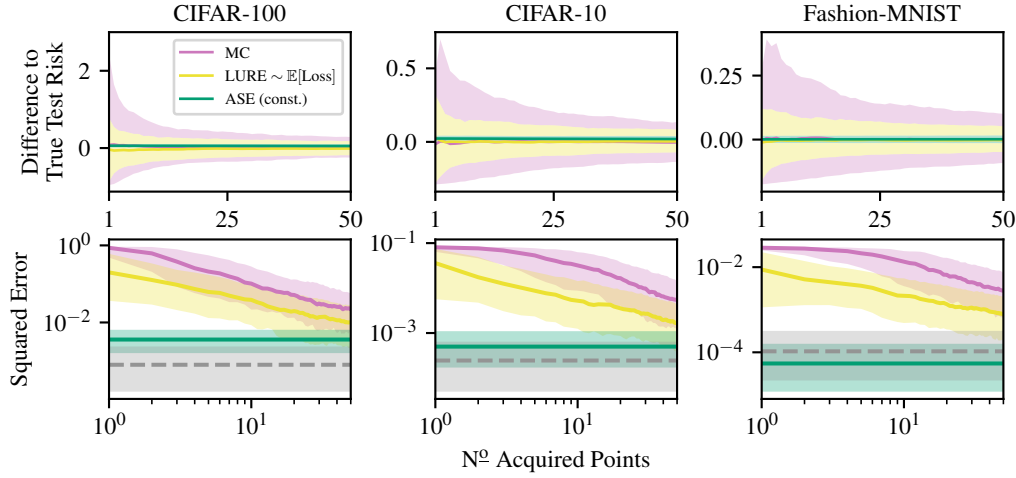 CIFAR-100
CIFAR-10
Fashion-MNIST
Difference to
True Test Risk
2
0
MC
LURE ∼ 𝔼[Loss]
ASE (const.)
0.5
0.0
0.25
0.00
1 25 50
1 25 50
1 25 50
Squared Error
10⁰
10⁻²
10⁻¹
10⁻³
10⁻²
10⁻⁴
10⁰ 10¹
10⁰ 10¹
10⁰ 10¹
Nº Acquired Points